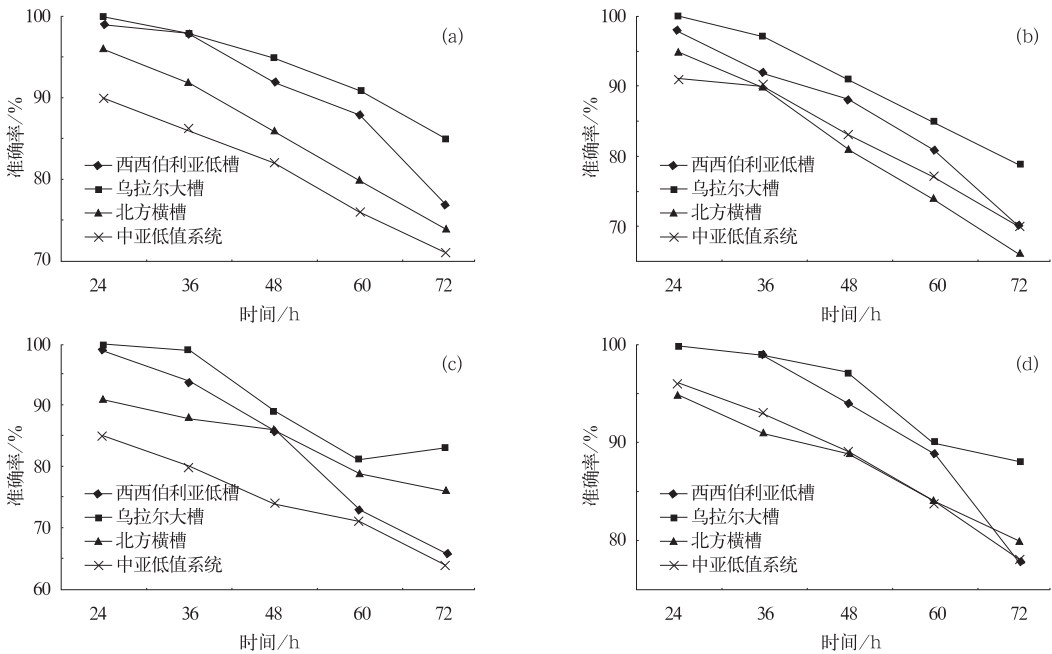 100
90
80
70
准确率/%
(a)
西西伯利亚低槽
乌拉尔大槽
北方横槽
中亚低值系统
24 36 48 60 72
时间/h
100
90
80
70
准确率/%
(b)
西西伯利亚低槽
乌拉尔大槽
北方横槽
中亚低值系统
24 36 48 60 72
时间/h
100
90
80
70
60
准确率/%
(c)
西西伯利亚低槽
乌拉尔大槽
北方横槽
中亚低值系统
24 36 48 60 72
时间/h
100
90
80
准确率/%
(d)
西西伯利亚低槽
乌拉尔大槽
北方横槽
中亚低值系统
24 36 48 60 72
时间/h